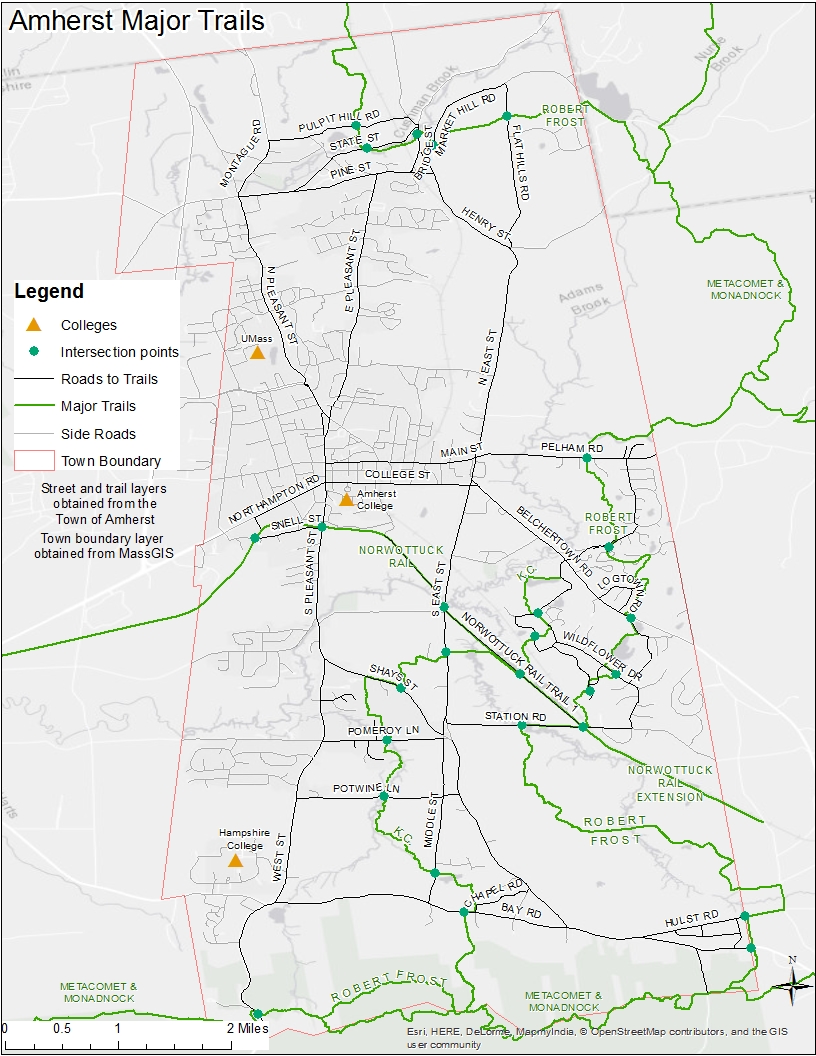 Amherst Major Trails
Nurse
Brook
shire
Cushman Brook
PULPIT HILL RD
STATE ST
PINE ST
MONTAGUE RD
BRIDGE ST
MARKET HILL RD
FLAT HILLS RD
ROBERT
FROST
HENRY ST
N PLEASANT ST
E PLEASANT ST
N EAST ST
Adams
Brook
METACOMET &
MONADNOCK
Legend
Colleges
Intersection points
Roads to Trails
Major Trails
Side Roads
Town Boundary
Street and trail layers
obtained from the
Town of Amherst
Town boundary layer
obtained from MassGIS
UMass
MAIN ST
PELHAM RD
COLLEGE ST
NORTHAMPTON RD
Amherst
College
SNELL ST
BELCHERTOWN RD
ROBERT
FROST
NORWOTTUCK
RAIL
S PLEASANT ST
S EAST ST
K.C.
LOGTOWN RD
NORWOTTUCK RAIL TRAIL
WILDFLOWER DR
SHAYS ST
STATION RD
POMEROY LN
POTWINE LN
NORWOTTUCK
RAIL
EXTENSION
ROBERT
FROST
K.C.
MIDDLE ST
Hampshire
College
WEST ST
CHAPEL RD
BAY RD
HULST RD
N
METACOMET &
MONADNOCK
ROBERT FROST
METACOMET &
MONADNOCK
0 0.5 1 2 Miles
Esri, HERE, DeLorme, MapmyIndia, © OpenStreetMap contributors, and the GIS
user community